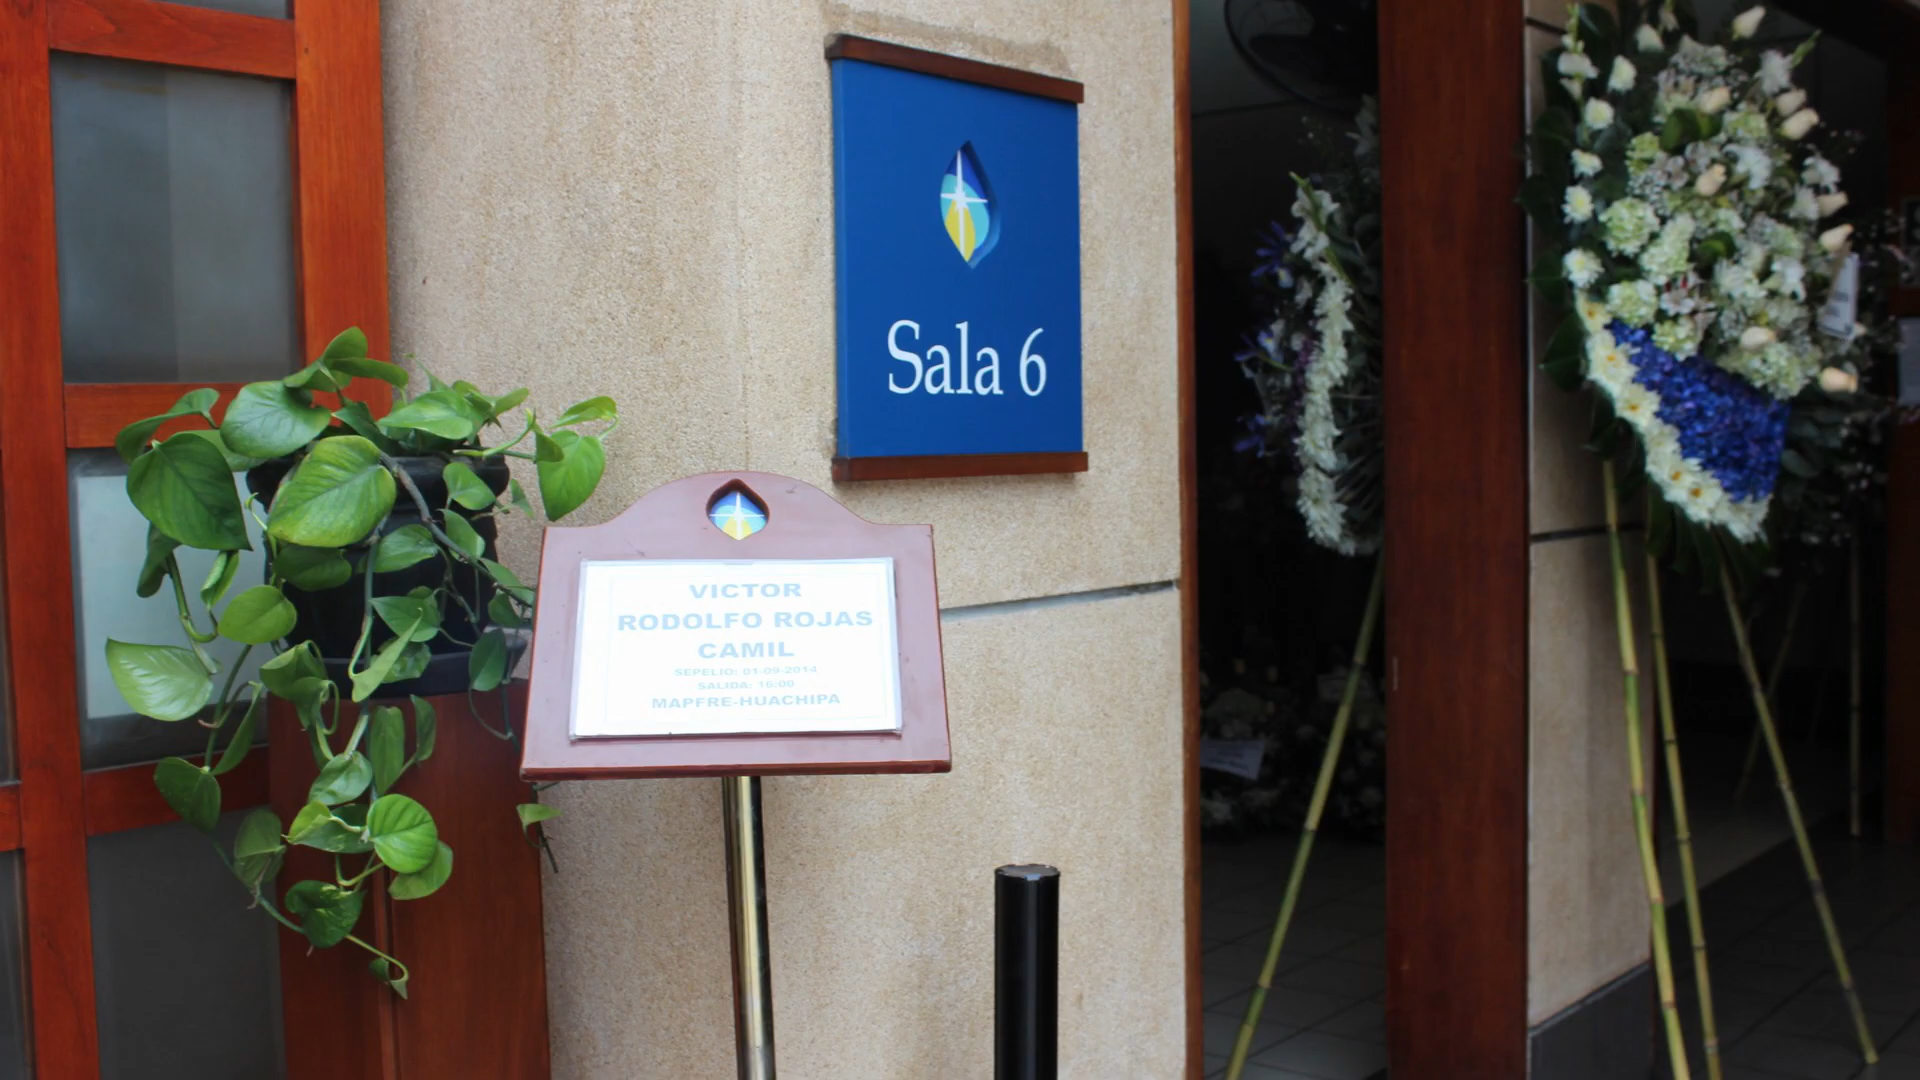 Sala 6
VICTOR
RODOLFO ROJAS
CAMIL
SEPELIO: 01-09-2014
SALIDA: 16:00
MAPFRE-HUACHIPA